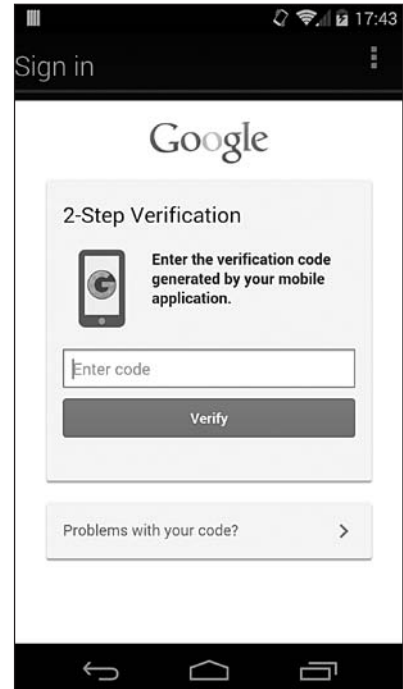 17:43
Sign in
Google
2-Step Verification
Enter the verification code
generated by your mobile
application.
Enter code
Verify
Problems with your code?